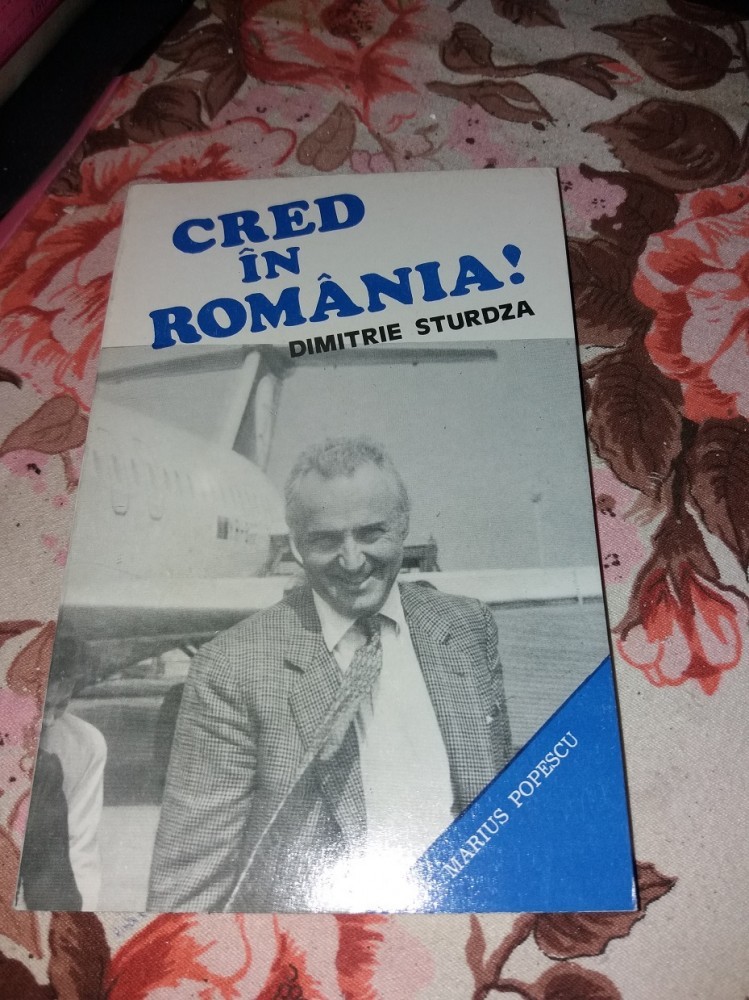 CRED
ÎN
ROMÂNIA!
DIMITRIE STURDZA
MARIUS POPESCU